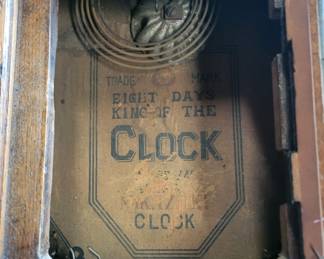 TRADE MARK
EIGHT DAYS
KING OF THE
CLOCK
CLOCK